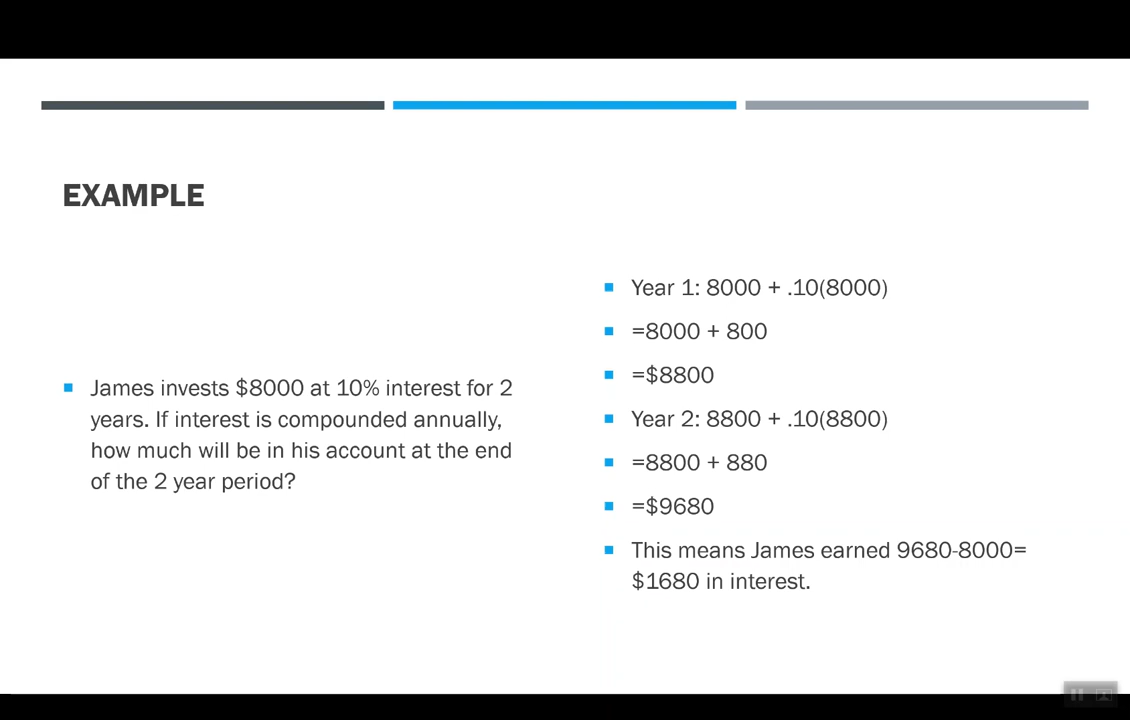 EXAMPLE
James invests $8000 at 10% interest for 2
years. If interest is compounded annually,
how much will be in his account at the end
of the 2 year period?
Year 1: 8000 + .10(8000)
=8000 + 800
=$8800
Year 2: 8800 + .10(8800)
=8800 + 880
=$9680
This means James earned 9680-8000=
$1680 in interest.